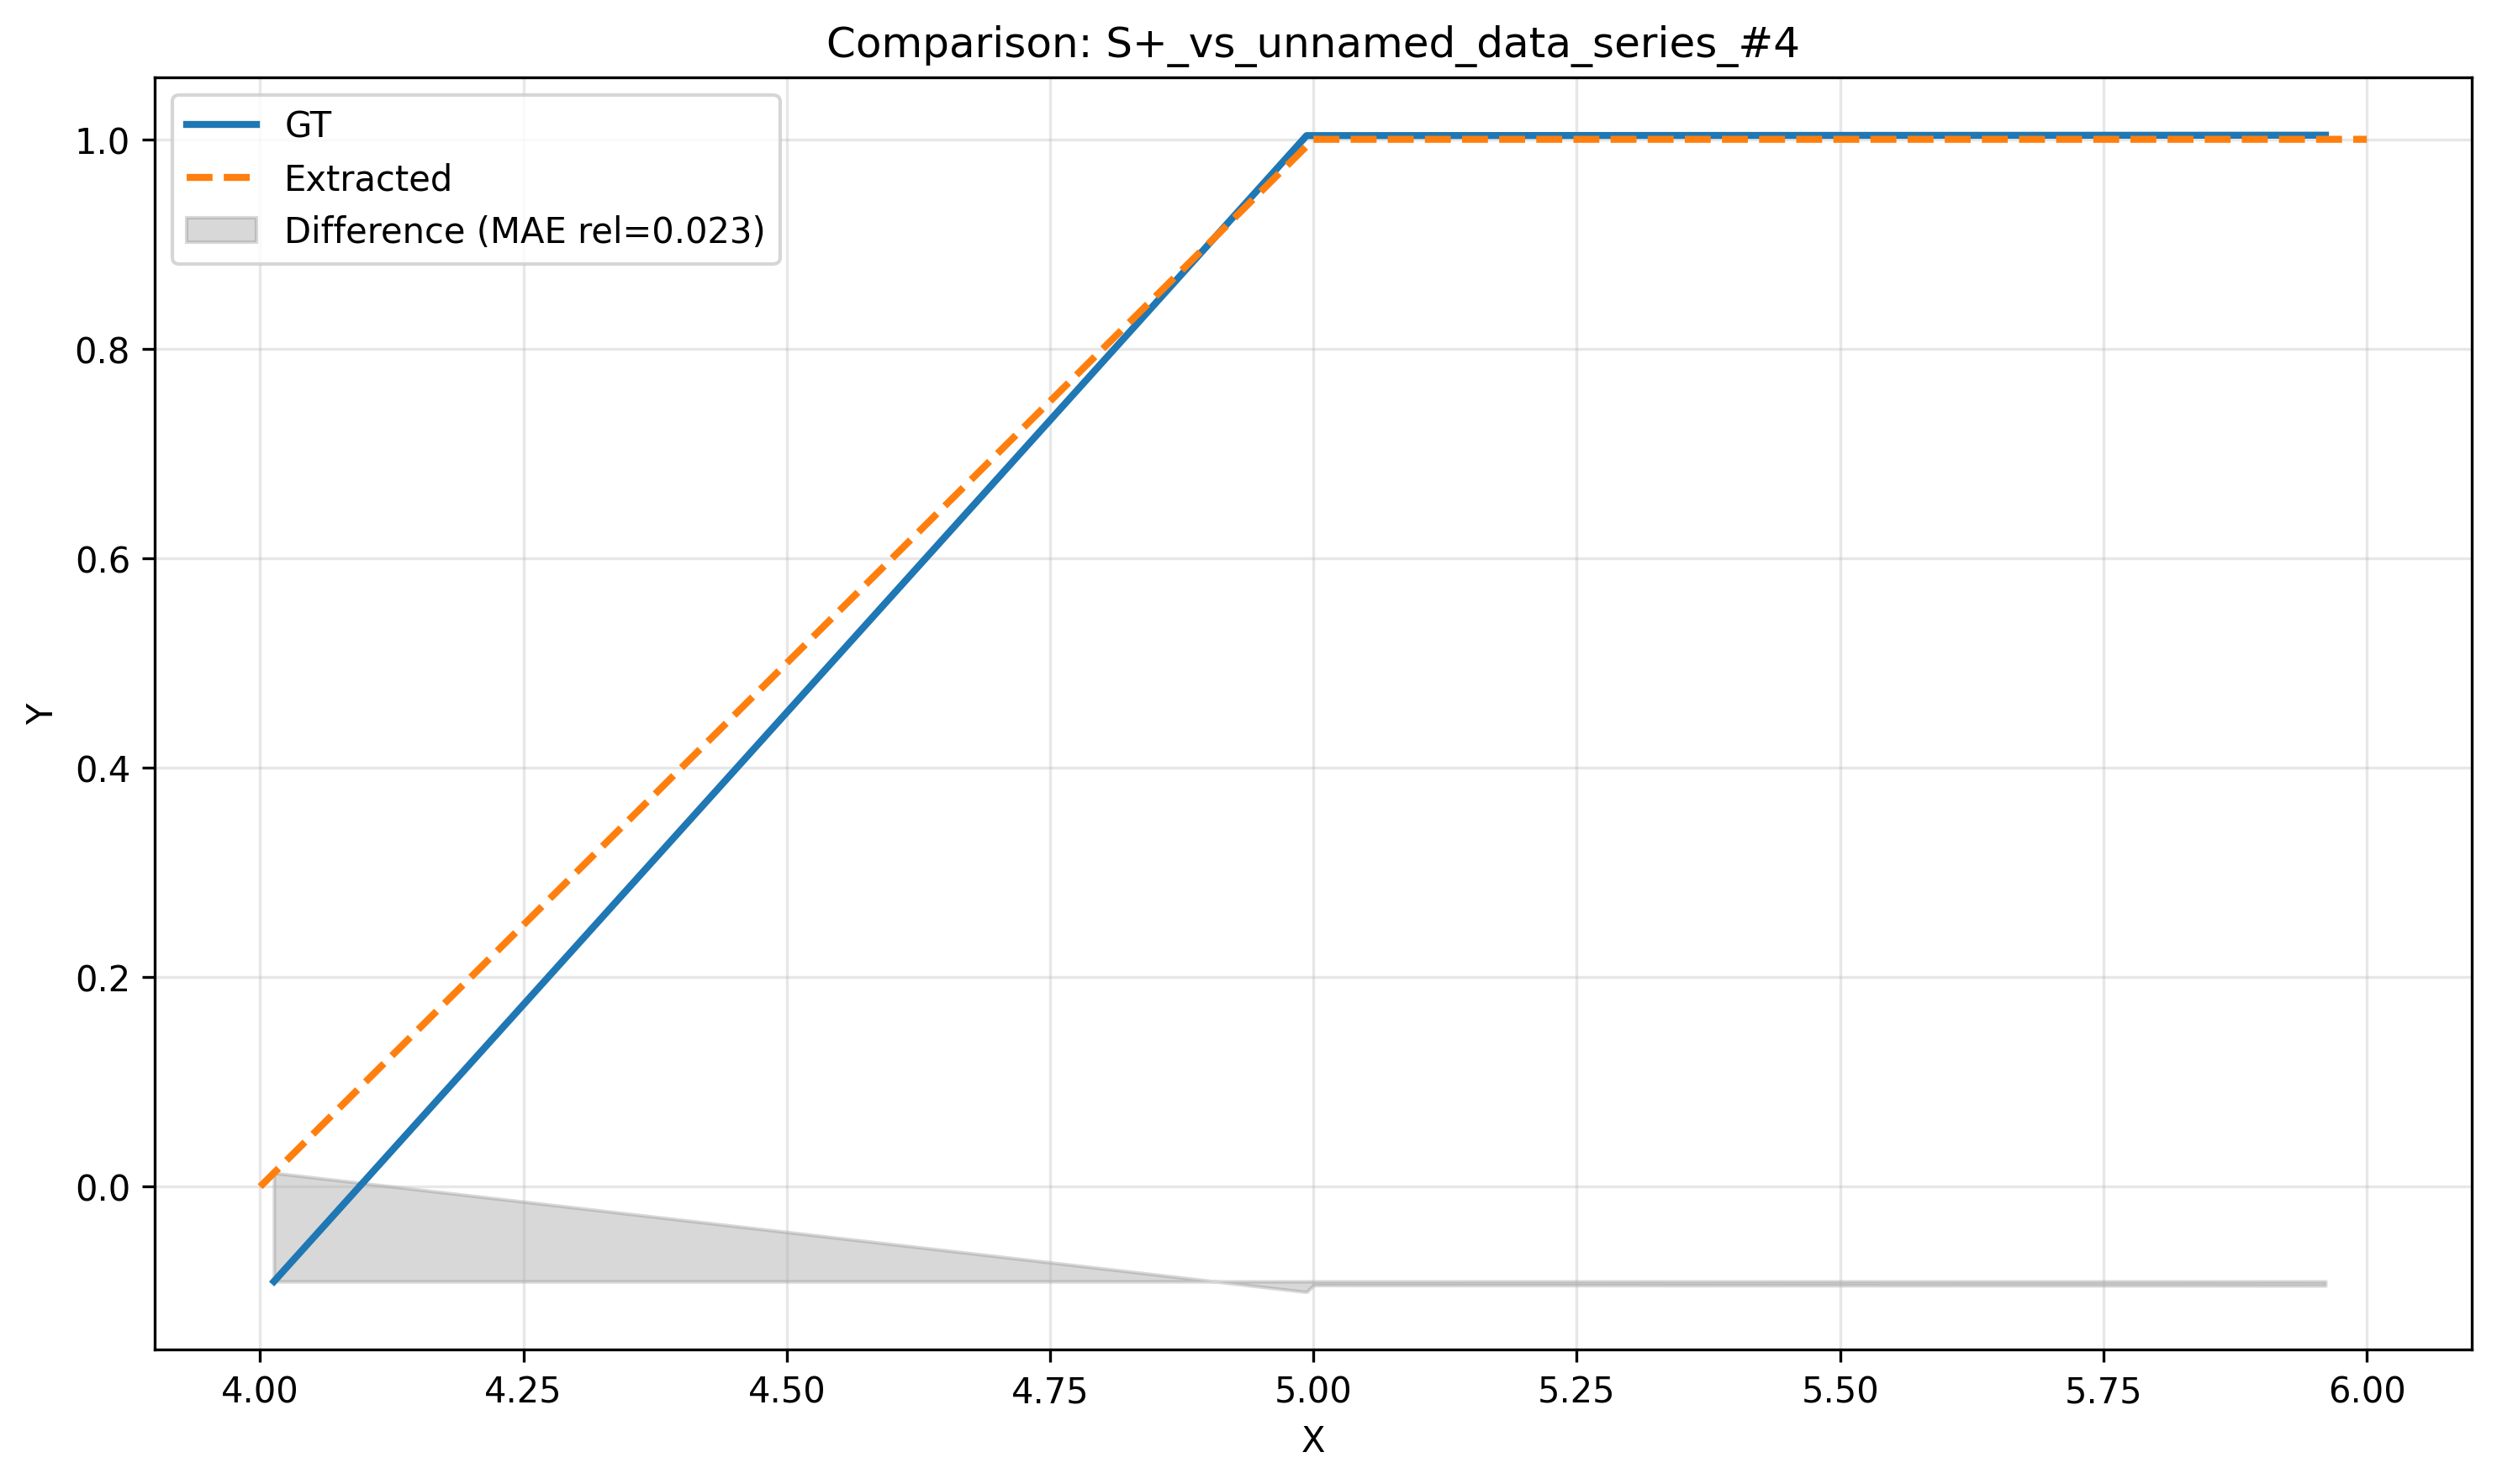 Comparison: S+_vs_unnamed_data_series_#4
GT
Extracted
Difference (MAE rel=0.023)
1.0
0.8
0.6
0.4
0.2
0.0
Y
4.00 4.25 4.50 4.75 5.00 5.25 5.50 5.75 6.00
X